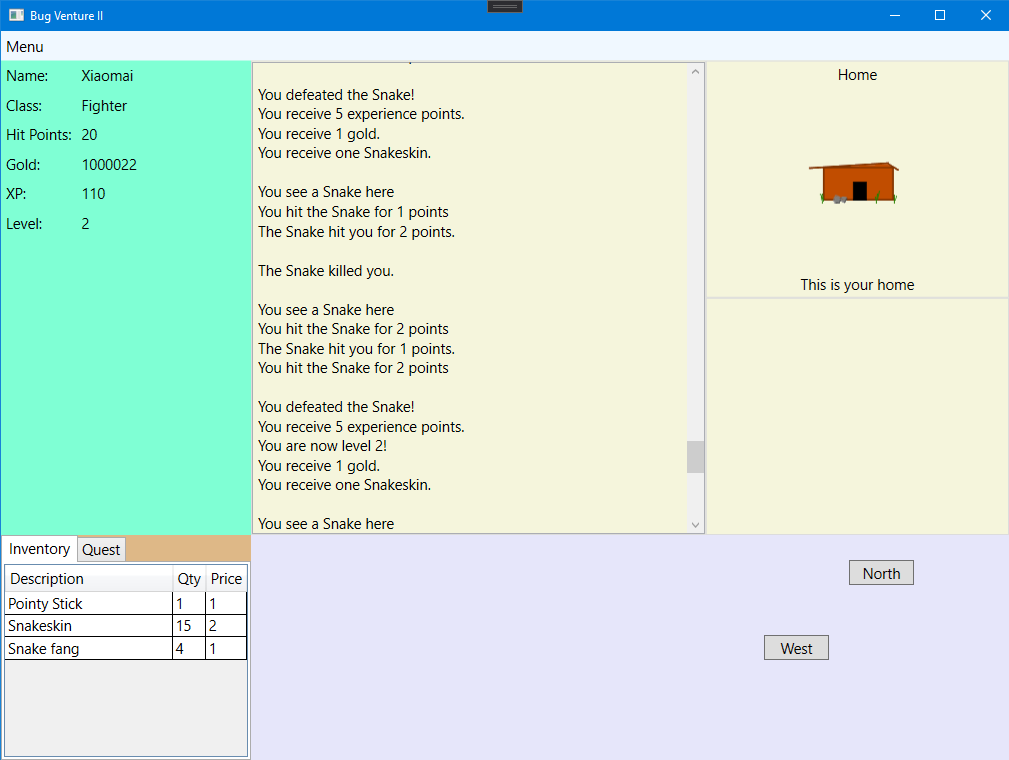 Bug Venture II
Menu
Name: Xiaomai
Class: Fighter
Hit Points: 20
Gold: 1000022
XP: 110
Level: 2
You defeated the Snake!
You receive 5 experience points.
You receive 1 gold.
You receive one Snakeskin.
You see a Snake here
You hit the Snake for 1 points
The Snake hit you for 2 points.
The Snake killed you.
You see a Snake here
You hit the Snake for 2 points
The Snake hit you for 1 points.
You hit the Snake for 2 points
You defeated the Snake!
You receive 5 experience points.
You are now level 2!
You receive 1 gold.
You receive one Snakeskin.
You see a Snake here
Home
This is your home
Inventory Quest
Description Qty Price
Pointy Stick 1 1
Snakeskin 15 2
Snake fang 4 1
North
West